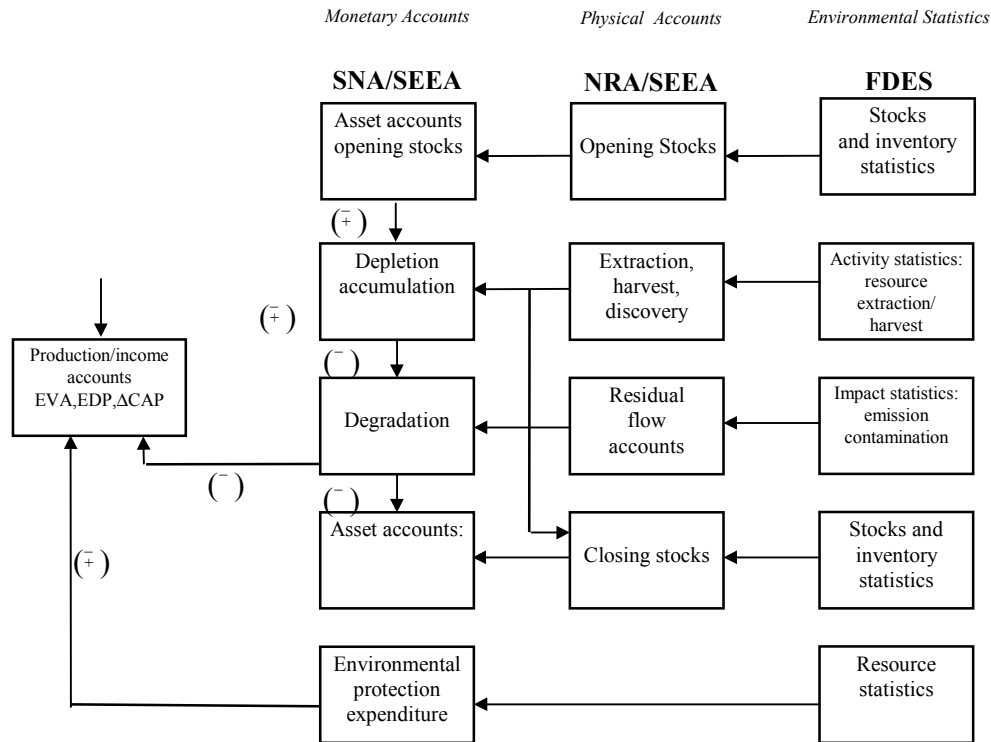 Monetary Accounts
Physical Accounts
Environmental Statistics
SNA/SEEA
NRA/SEEA
FDES
Asset accounts
opening stocks
Opening Stocks
Stocks
and inventory
statistics
(∓)
Depletion
accumulation
Extraction,
harvest,
discovery
Activity statistics:
resource
extraction/
harvest
(∓)
(−)
Production/income
accounts
EVA,EDP,ΔCAP
Degradation
Residual
flow
accounts
Impact statistics:
emission
contamination
(−)
(−)
Asset accounts:
Closing stocks
Stocks and
inventory
statistics
(∓)
Environmental
protection
expenditure
Resource
statistics